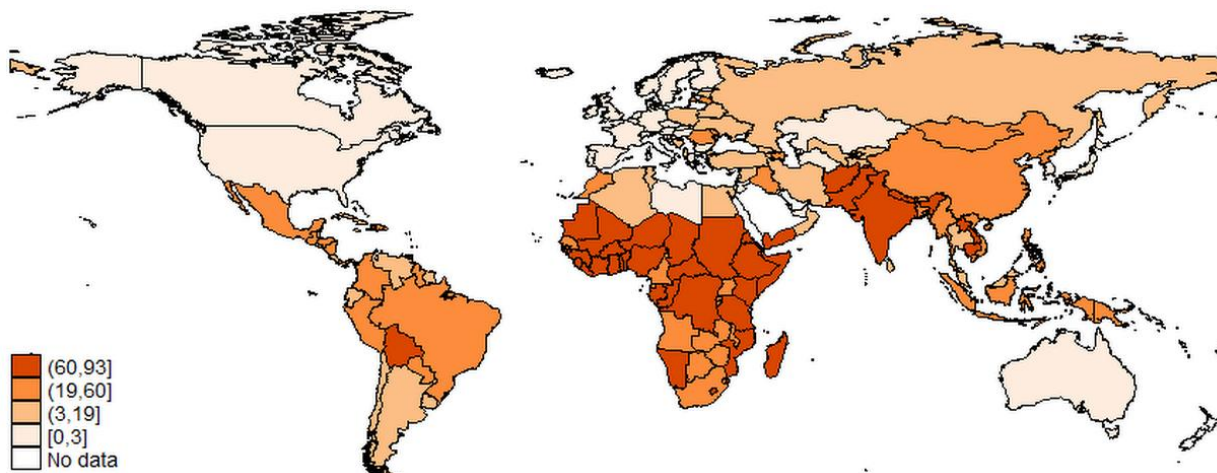 (60,93]
(19,60]
(3,19]
[0,3]
No data